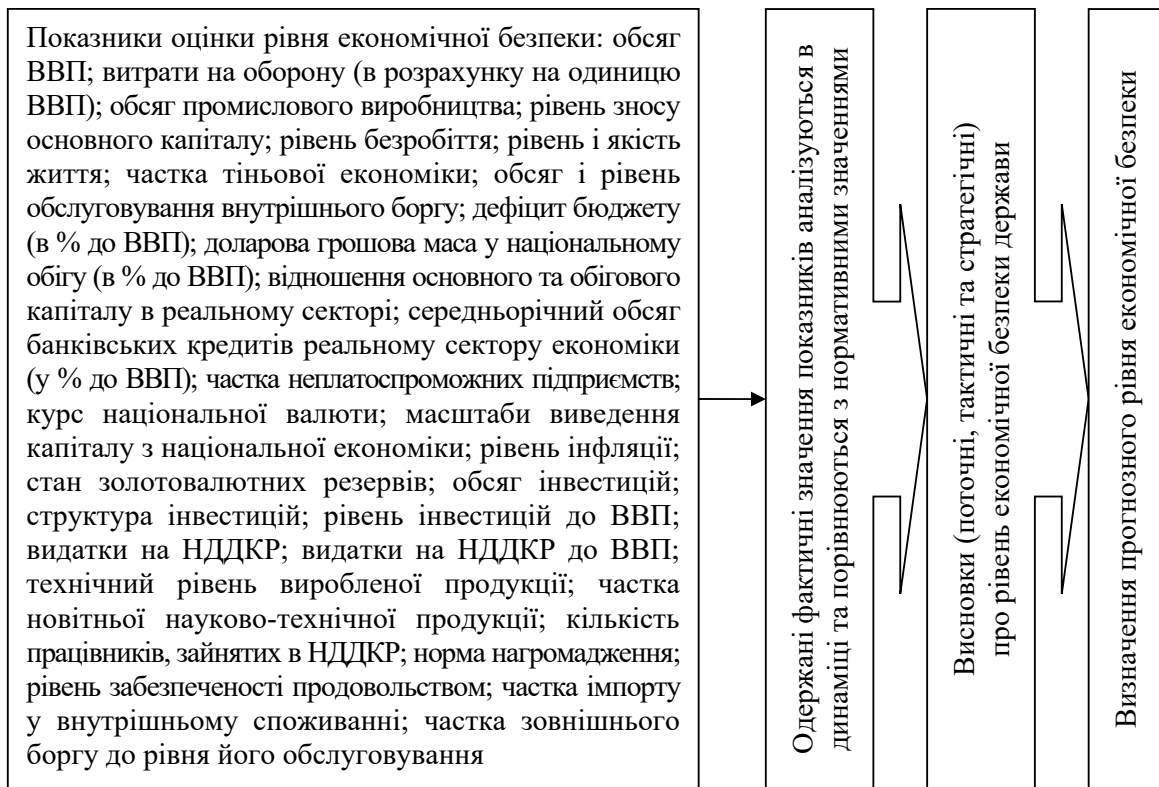 Показники оцінки рівня економічної безпеки: обсяг
ВВП; витрати на оборону (в розрахунку на одиницю
ВВП); обсяг промислового виробництва; рівень зносу
основного капіталу; рівень безробіття; рівень і якість
життя; частка тіньової економіки; обсяг і рівень
обслуговування внутрішнього боргу; дефіцит бюджету
(в % до ВВП); доларова грошова маса у національному
обігу (в % до ВВП); відношення основного та обігового
капіталу в реальному секторі; середньорічний обсяг
банківських кредитів реальному сектору економіки
(у % до ВВП); частка неплатоспроможних підприємств;
курс національної валюти; масштаби виведення
капіталу з національної економіки; рівень інфляції;
стан золотовалютних резервів; обсяг інвестицій;
структура інвестицій; рівень інвестицій до ВВП;
видатки на НДДКР; видатки на НДДКР до ВВП;
технічний рівень виробленої продукції; частка
новітньої науково-технічної продукції; кількість
працівників, зайнятих в НДДКР; норма нагромадження;
рівень забезпеченості продовольством; частка імпорту
у внутрішньому споживанні; частка зовнішнього
боргу до рівня його обслуговування
Одержані фактичні значення показників аналізуються в
динаміці та порівнюються з нормативними значеннями
Висновки (поточні, тактичні та стратегічні)
про рівень економічної безпеки держави
Визначення прогнозного рівня економічної безпеки